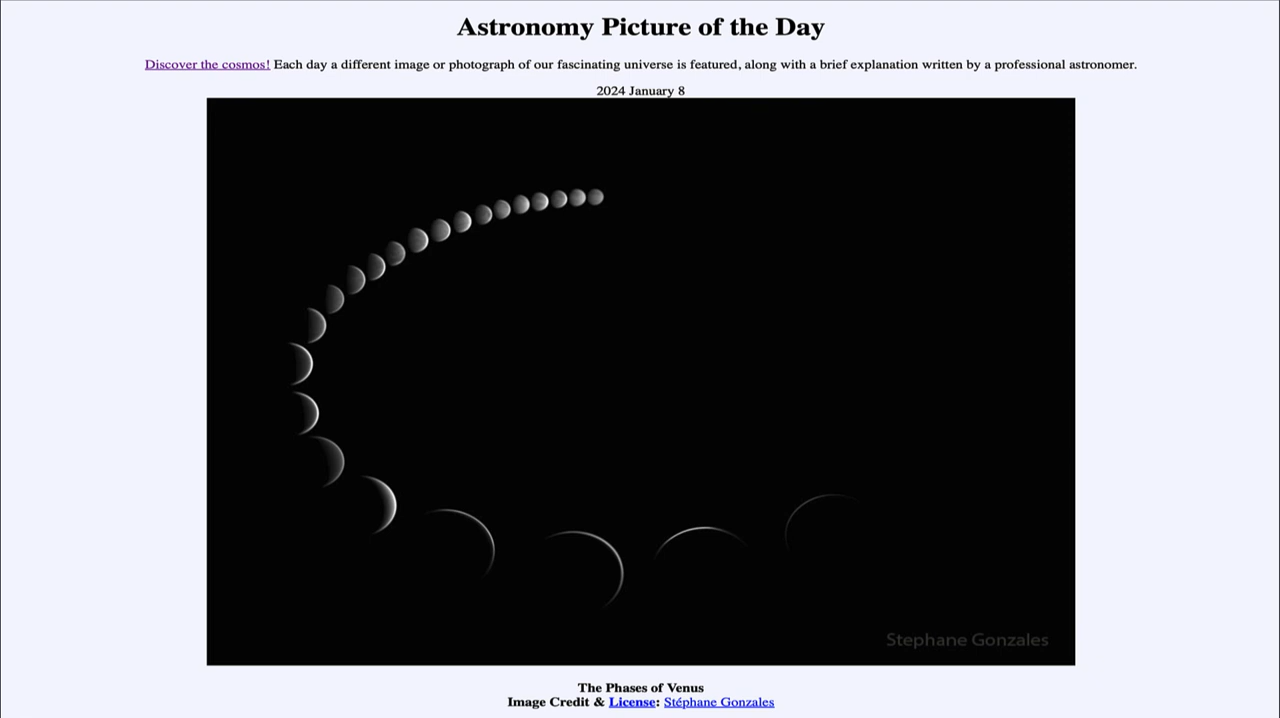 Astronomy Picture of the Day
Discover the cosmos! Each day a different image or photograph of our fascinating universe is featured, along with a brief explanation written by a professional astronomer.
2024 January 8
Stephane Gonzales
The Phases of Venus
Image Credit & License: Stéphane Gonzales